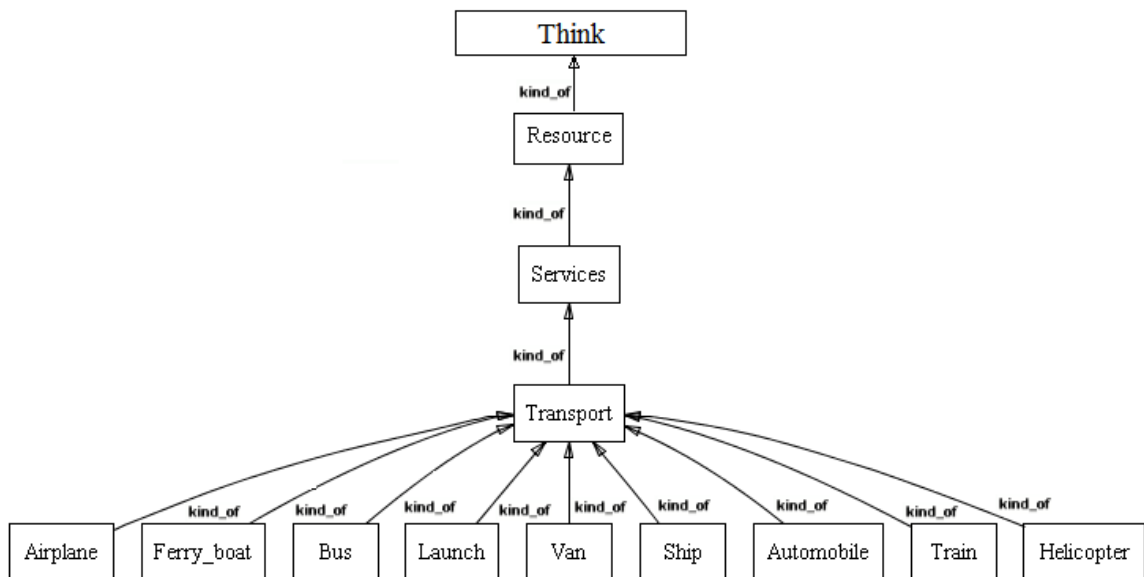 Think
kind_of
Resource
kind_of
Services
kind_of
Transport
kind_of kind_of kind_of kind_of kind_of kind_of kind_of kind_of kind_of
Airplane Ferry_boat Bus Launch Van Ship Automobile Train Helicopter